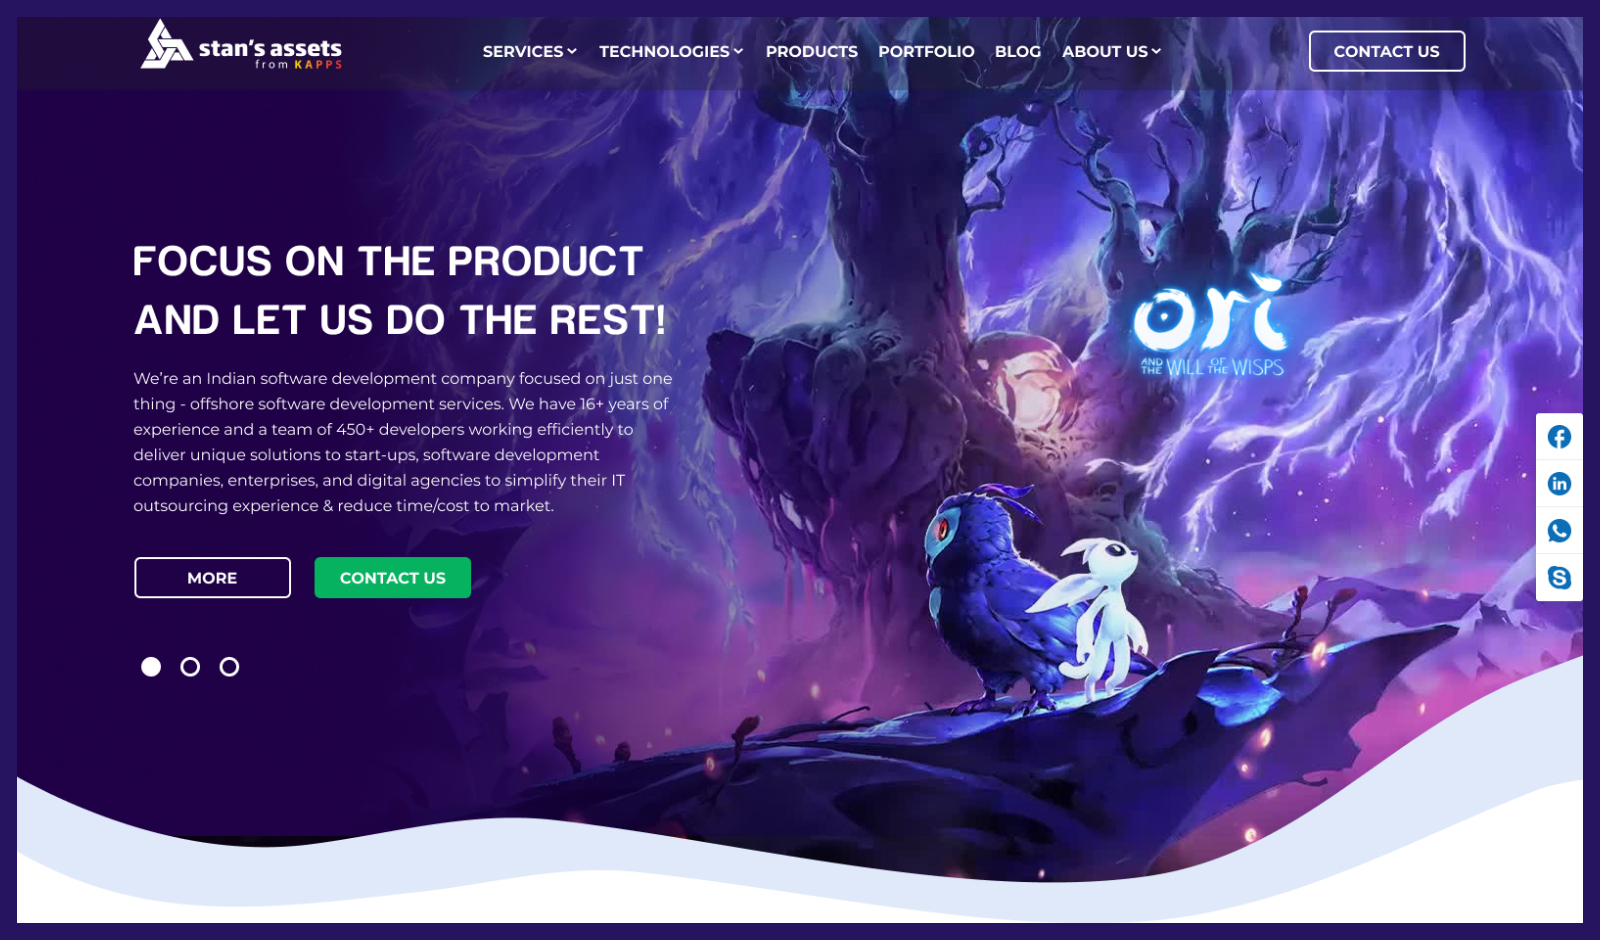 stan's assets
from KAPPS
SERVICES
TECHNOLOGIES
PRODUCTS
PORTFOLIO
BLOG
ABOUT US
CONTACT US
FOCUS ON THE PRODUCT
AND LET US DO THE REST!
We’re an Indian software development company focused on just one
thing - offshore software development services. We have 16+ years of
experience and a team of 450+ developers working efficiently to
deliver unique solutions to start-ups, software development
companies, enterprises, and digital agencies to simplify their IT
outsourcing experience & reduce time/cost to market.
MORE
CONTACT US
ori
AND THE WILL OF THE WISPS